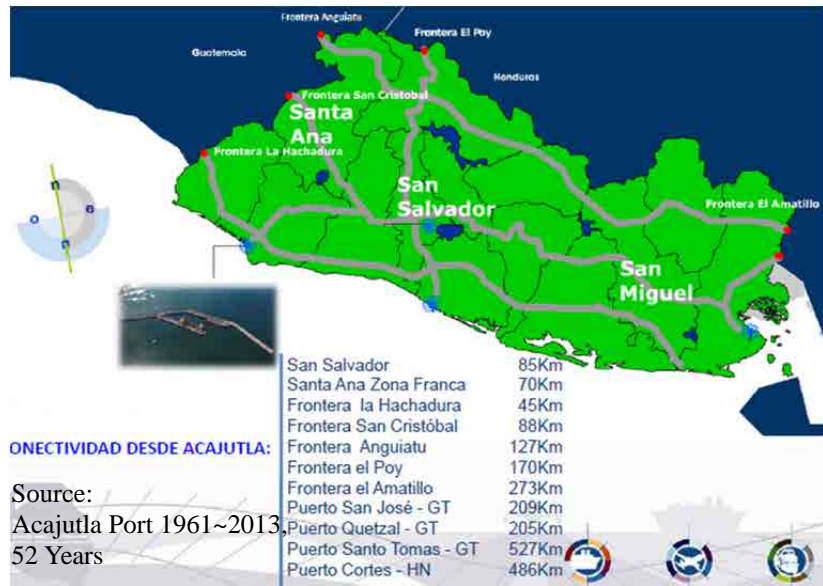 Frontera Anguiatu
Frontera El Poy
Guatemala
Honduras
Frontera San Cristobal
Santa
Ana
Frontera La Hachadura
San
Salvador
Frontera El Amatillo
San
Miguel
n
e
s
o
San Salvador 85Km
Santa Ana Zona Franca 70Km
Frontera la Hachadura 45Km
Frontera San Cristóbal 88Km
Frontera Anguiatu 127Km
ONECTIVIDAD DESDE ACAJUTLA:
Frontera el Poy 170Km
Frontera el Amatillo 273Km
Puerto San José - GT 209Km
Puerto Quetzal - GT 205Km
Puerto Santo Tomas - GT 527Km
Puerto Cortes - HN 486Km
Source:
Acajutla Port 1961~2013,
52 Years